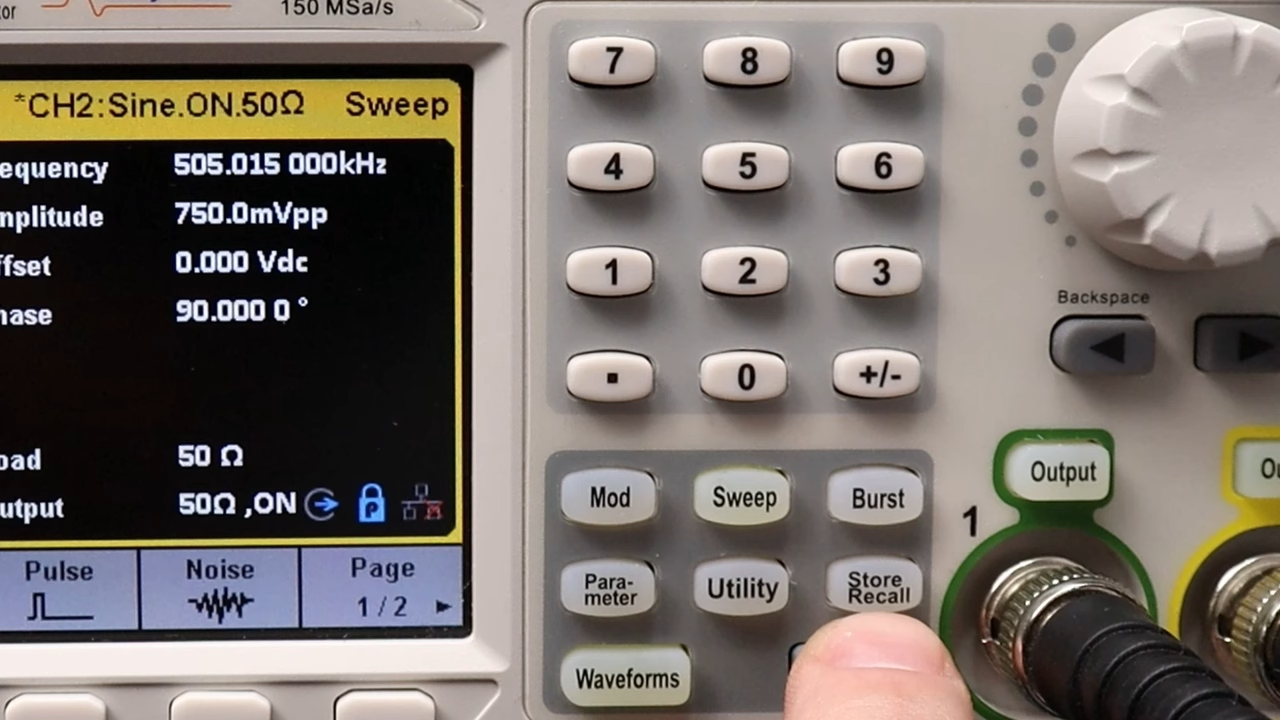 tor
150 MSa/s
*CH2:Sine.ON.50Ω Sweep
equency 505.015 000kHz
mplitude 750.0mVpp
ffset 0.000 Vdc
hase 90.000 0 °
oad 50 Ω
utput 50Ω ,ON P
Pulse Noise Page
1 / 2
7 8 9
4 5 6
1 2 3
. 0 +/-
Mod Sweep Burst
Para-
meter
Utility
Store
Recall
Waveforms
Backspace
Output
1